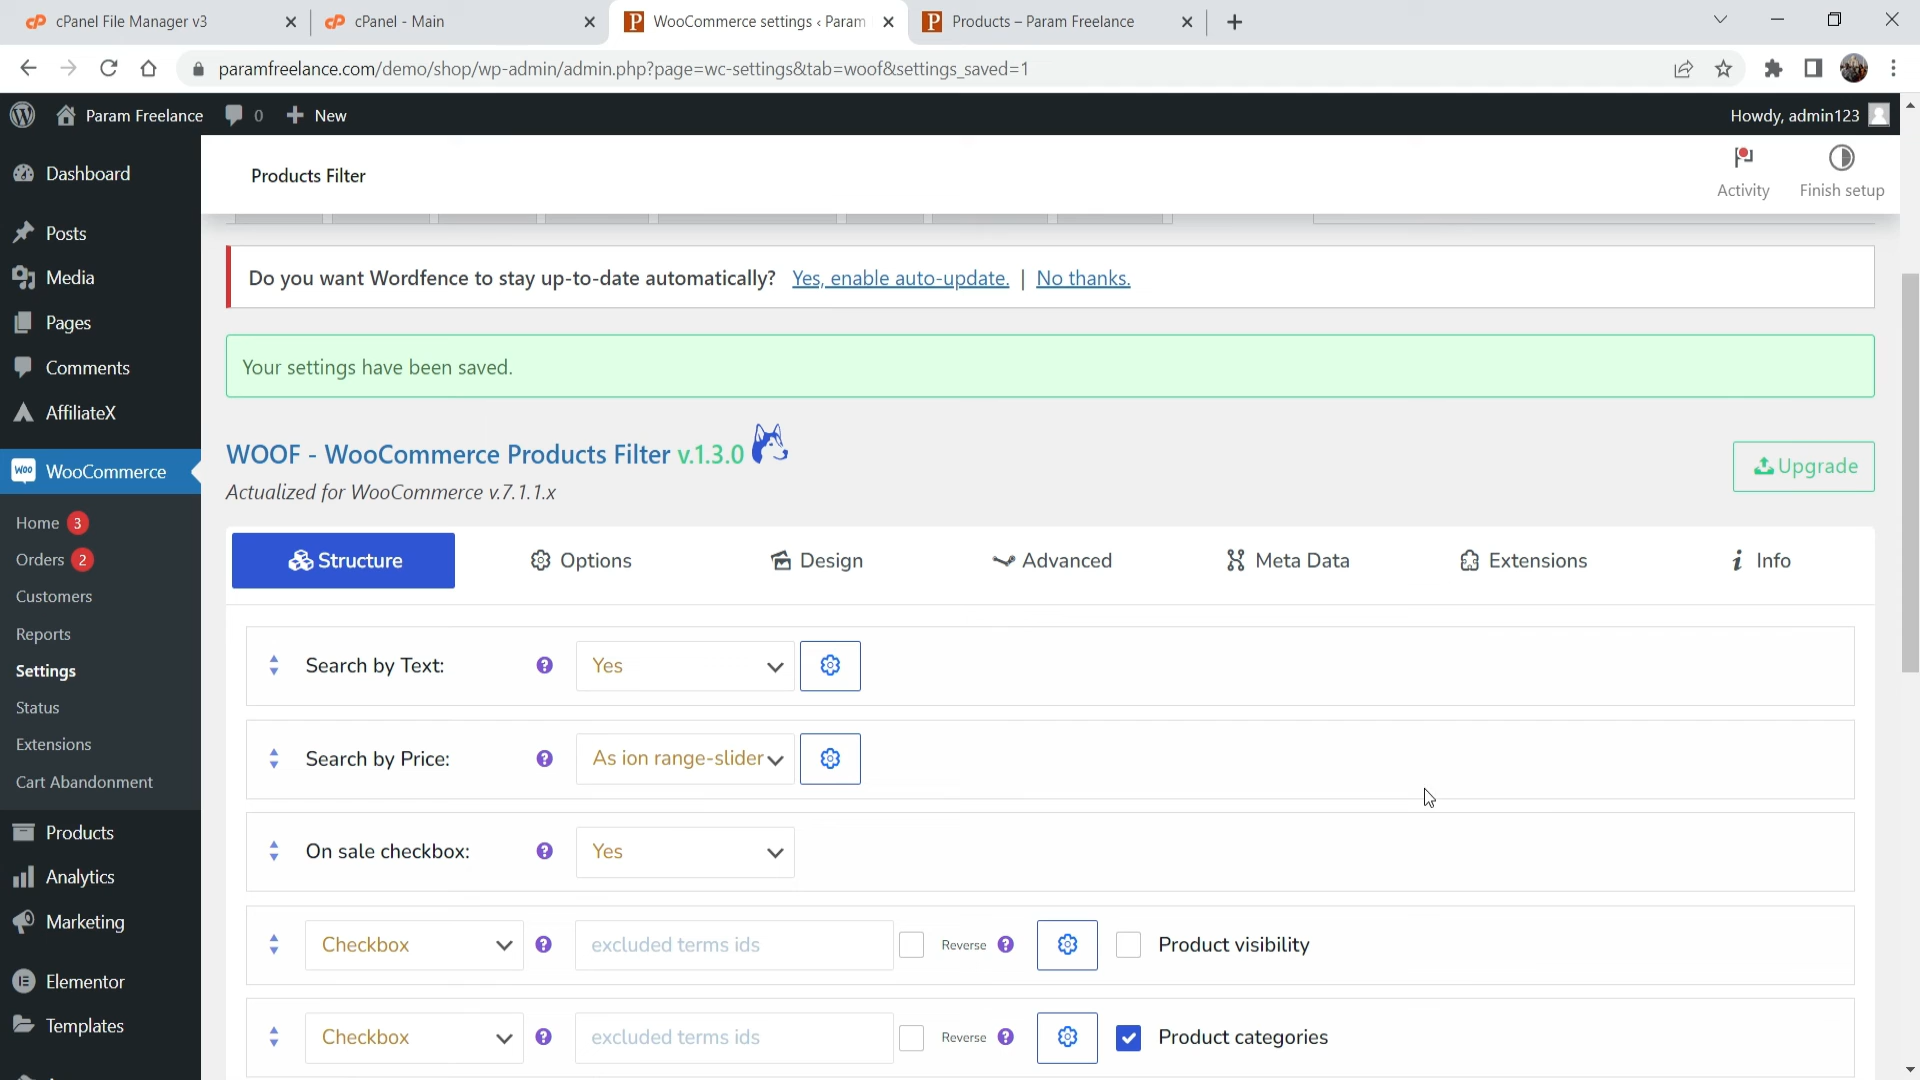 cPanel File Manager v3
cPanel - Main
WooCommerce settings ‹ Param
Products – Param Freelance
paramfreelance.com/demo/shop/wp-admin/admin.php?page=wc-settings&tab=woof&settings_saved=1
Param Freelance
0
New
Howdy, admin123
Dashboard
Posts
Media
Pages
Comments
AffiliateX
WooCommerce
Home 3
Orders 2
Customers
Reports
Settings
Status
Extensions
Cart Abandonment
Products
Analytics
Marketing
Elementor
Templates
Products Filter
Activity
Finish setup
Do you want Wordfence to stay up-to-date automatically? Yes, enable auto-update. | No thanks.
Your settings have been saved.
WOOF - WooCommerce Products Filter v.1.3.0
Actualized for WooCommerce v.7.1.1.x
Upgrade
Structure
Options
Design
Advanced
Meta Data
Extensions
Info
Search by Text: ? Yes
Search by Price: ? As ion range-slider
On sale checkbox: ? Yes
Checkbox ? excluded terms ids Reverse ? Product visibility
Checkbox ? excluded terms ids Reverse ? Product categories